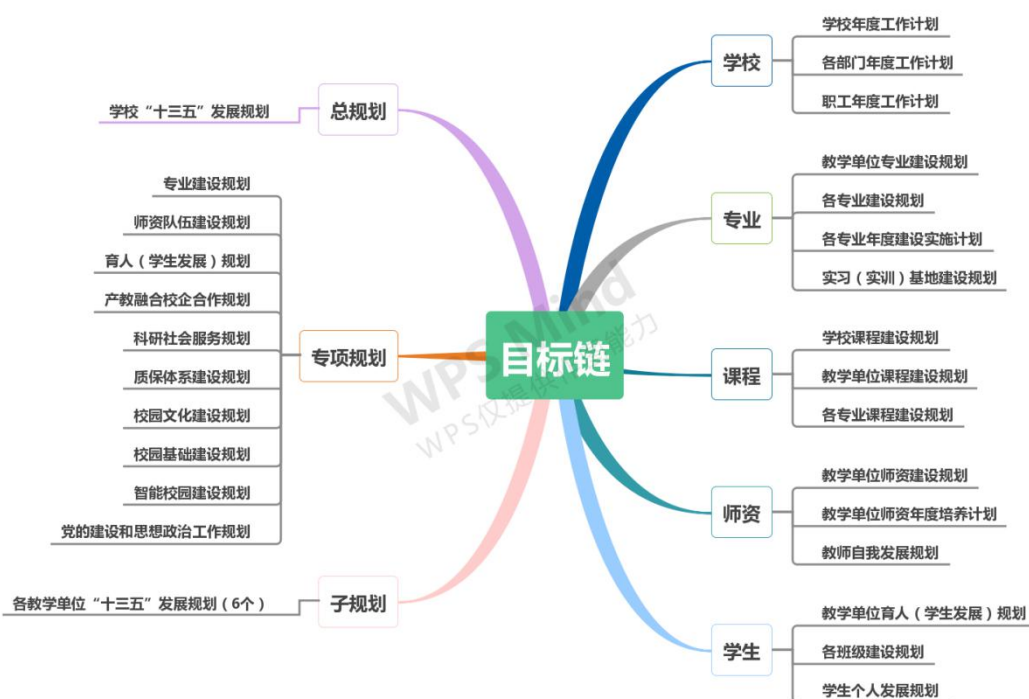 目标链
总规划
学校“十三五”发展规划
专项规划
专业建设规划
师资队伍建设规划
育人（学生发展）规划
产教融合校企合作规划
科研社会服务规划
质保体系建设规划
校园文化建设规划
校园基础建设规划
智能校园建设规划
党的建设和思想政治工作规划
子规划
各教学单位“十三五”发展规划（6个）
学校
学校年度工作计划
各部门年度工作计划
职工年度工作计划
专业
教学单位专业建设规划
各专业建设规划
各专业年度建设实施计划
实习（实训）基地建设规划
课程
学校课程建设规划
教学单位课程建设规划
各专业课程建设规划
师资
教学单位师资建设规划
教学单位师资年度培养计划
教师自我发展规划
学生
教学单位育人（学生发展）规划
各班级建设规划
学生个人发展规划
WPS Mind
WPS仅提供
能力